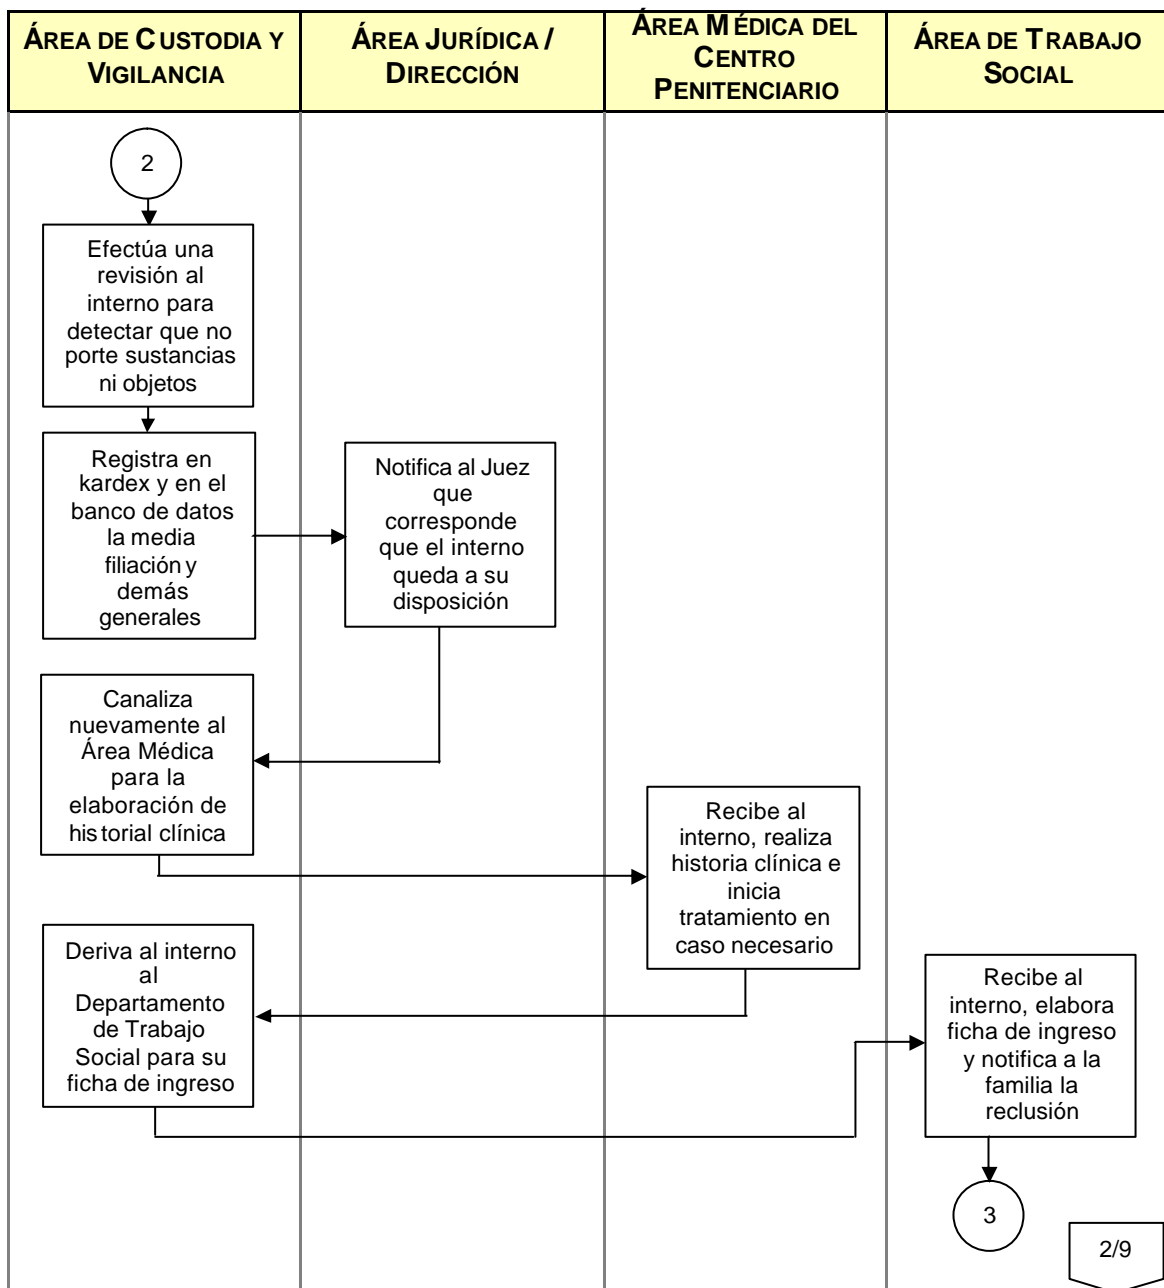 ÁREA DE CUSTODIA Y
VIGILANCIA
ÁREA JURÍDICA /
DIRECCIÓN
ÁREA MÉDICA DEL
CENTRO
PENITENCIARIO
ÁREA DE TRABAJO
SOCIAL
2
Efectúa una
revisión al
interno para
detectar que no
porte sustancias
ni objetos
Registra en
kardex y en el
banco de datos
la media
filiación y
demás
generales
Notifica al Juez
que
corresponde
que el interno
queda a su
disposición
Canaliza
nuevamente al
Área Médica
para la
elaboración de
historial clínica
Recibe al
interno, realiza
historia clínica e
inicia
tratamiento en
caso necesario
Deriva al interno
al
Departamento
de Trabajo
Social para su
ficha de ingreso
Recibe al
interno, elabora
ficha de ingreso
y notifica a la
familia la
reclusión
3
2/9